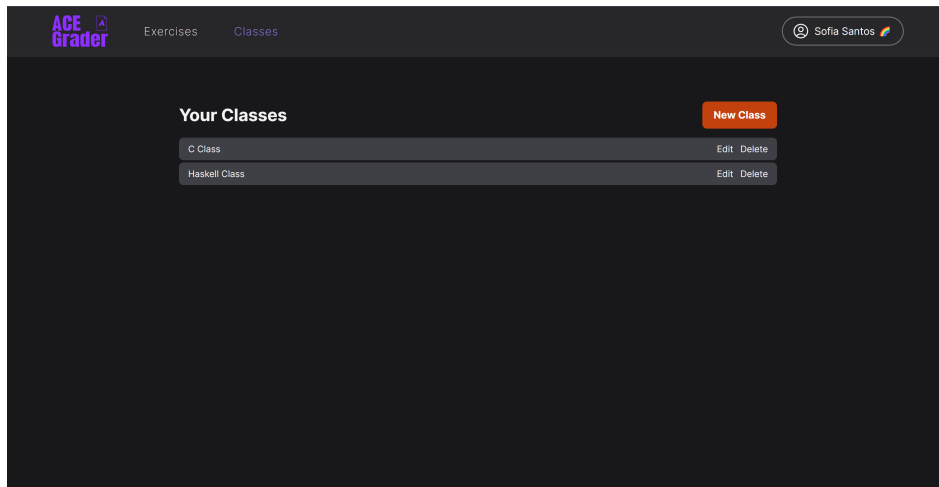 ACE
Grader
Exercises
Classes
Sofia Santos 🌈
Your Classes
New Class
C Class
Edit Delete
Haskell Class
Edit Delete